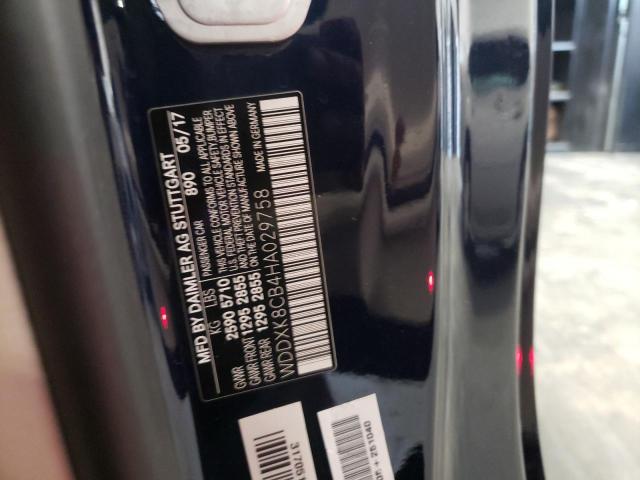 MFD BY DAIMLER AG STUTTGART
890 05/17
PASSENGER CAR
KG LBS
GVWR 2590 5710
GAWR FRONT 1295 2855
GAWR REAR 1295 2855
THIS VEHICLE CONFORMS TO ALL APPLICABLE
U.S. FEDERAL MOTOR VEHICLE SAFETY BUMPER
AND THEFT PREVENTION STANDARDS IN EFFECT
ON THE DATE OF MANUFACTURE SHOWN ABOVE
WDDXK8CB4HA029758 MADE IN GERMANY
31705
+ 251040